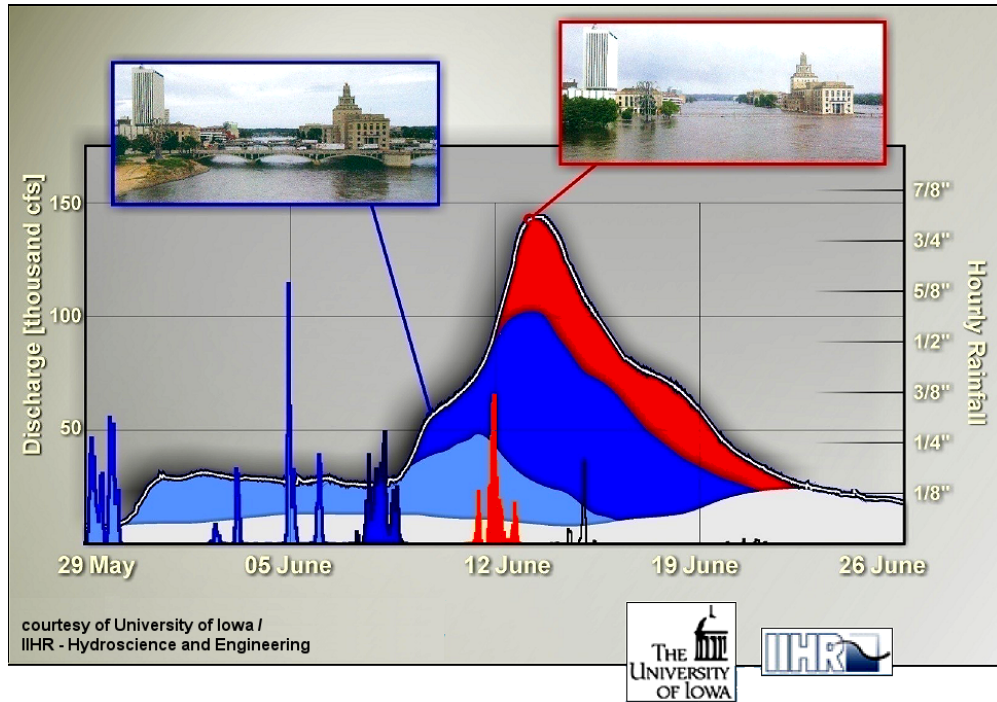 Discharge [thousand cfs]
150
100
50
7/8"
3/4"
5/8"
1/2"
3/8"
1/4"
1/8"
Hourly Rainfall
29 May
05 June
12 June
19 June
26 June
courtesy of University of Iowa /
IIHR - Hydroscience and Engineering
THE
UNIVERSITY
OF IOWA
IIHR